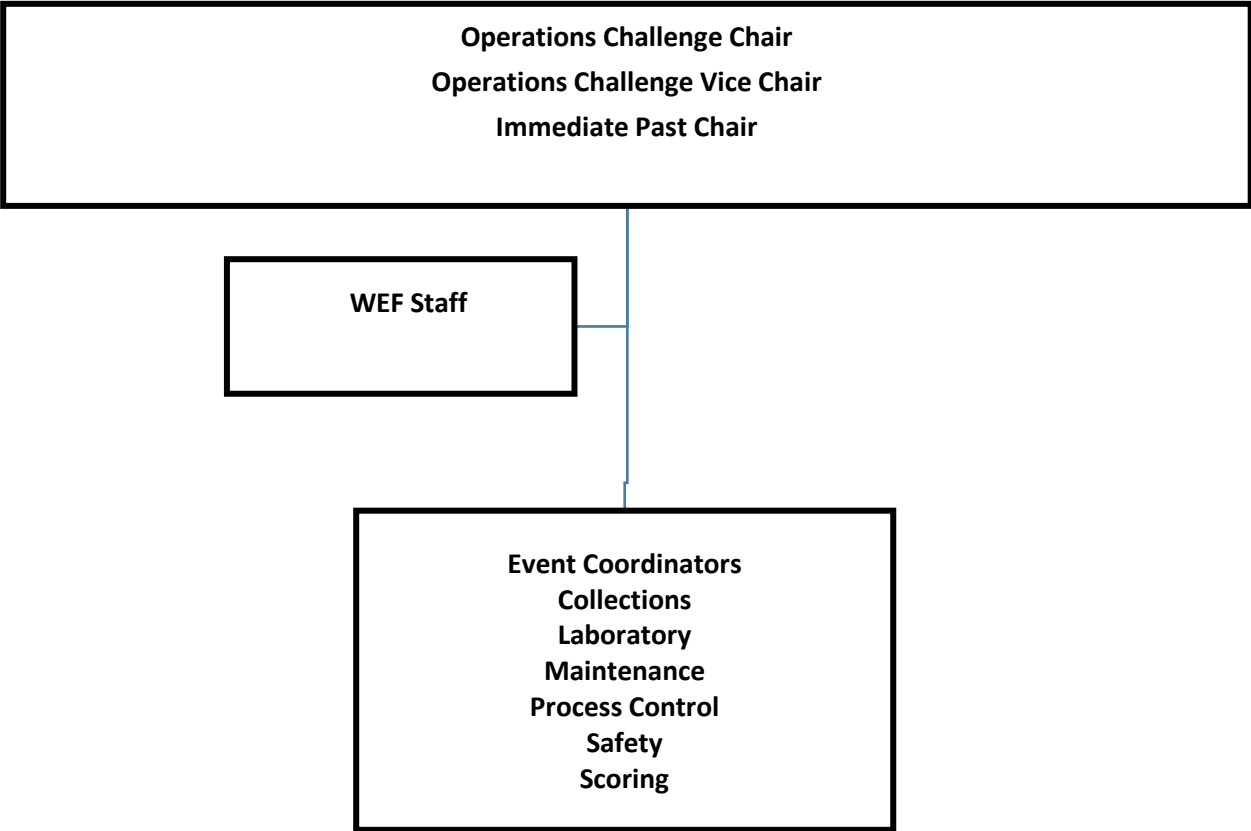 Operations Challenge Chair
Operations Challenge Vice Chair
Immediate Past Chair
WEF Staff
Event Coordinators
Collections
Laboratory
Maintenance
Process Control
Safety
Scoring